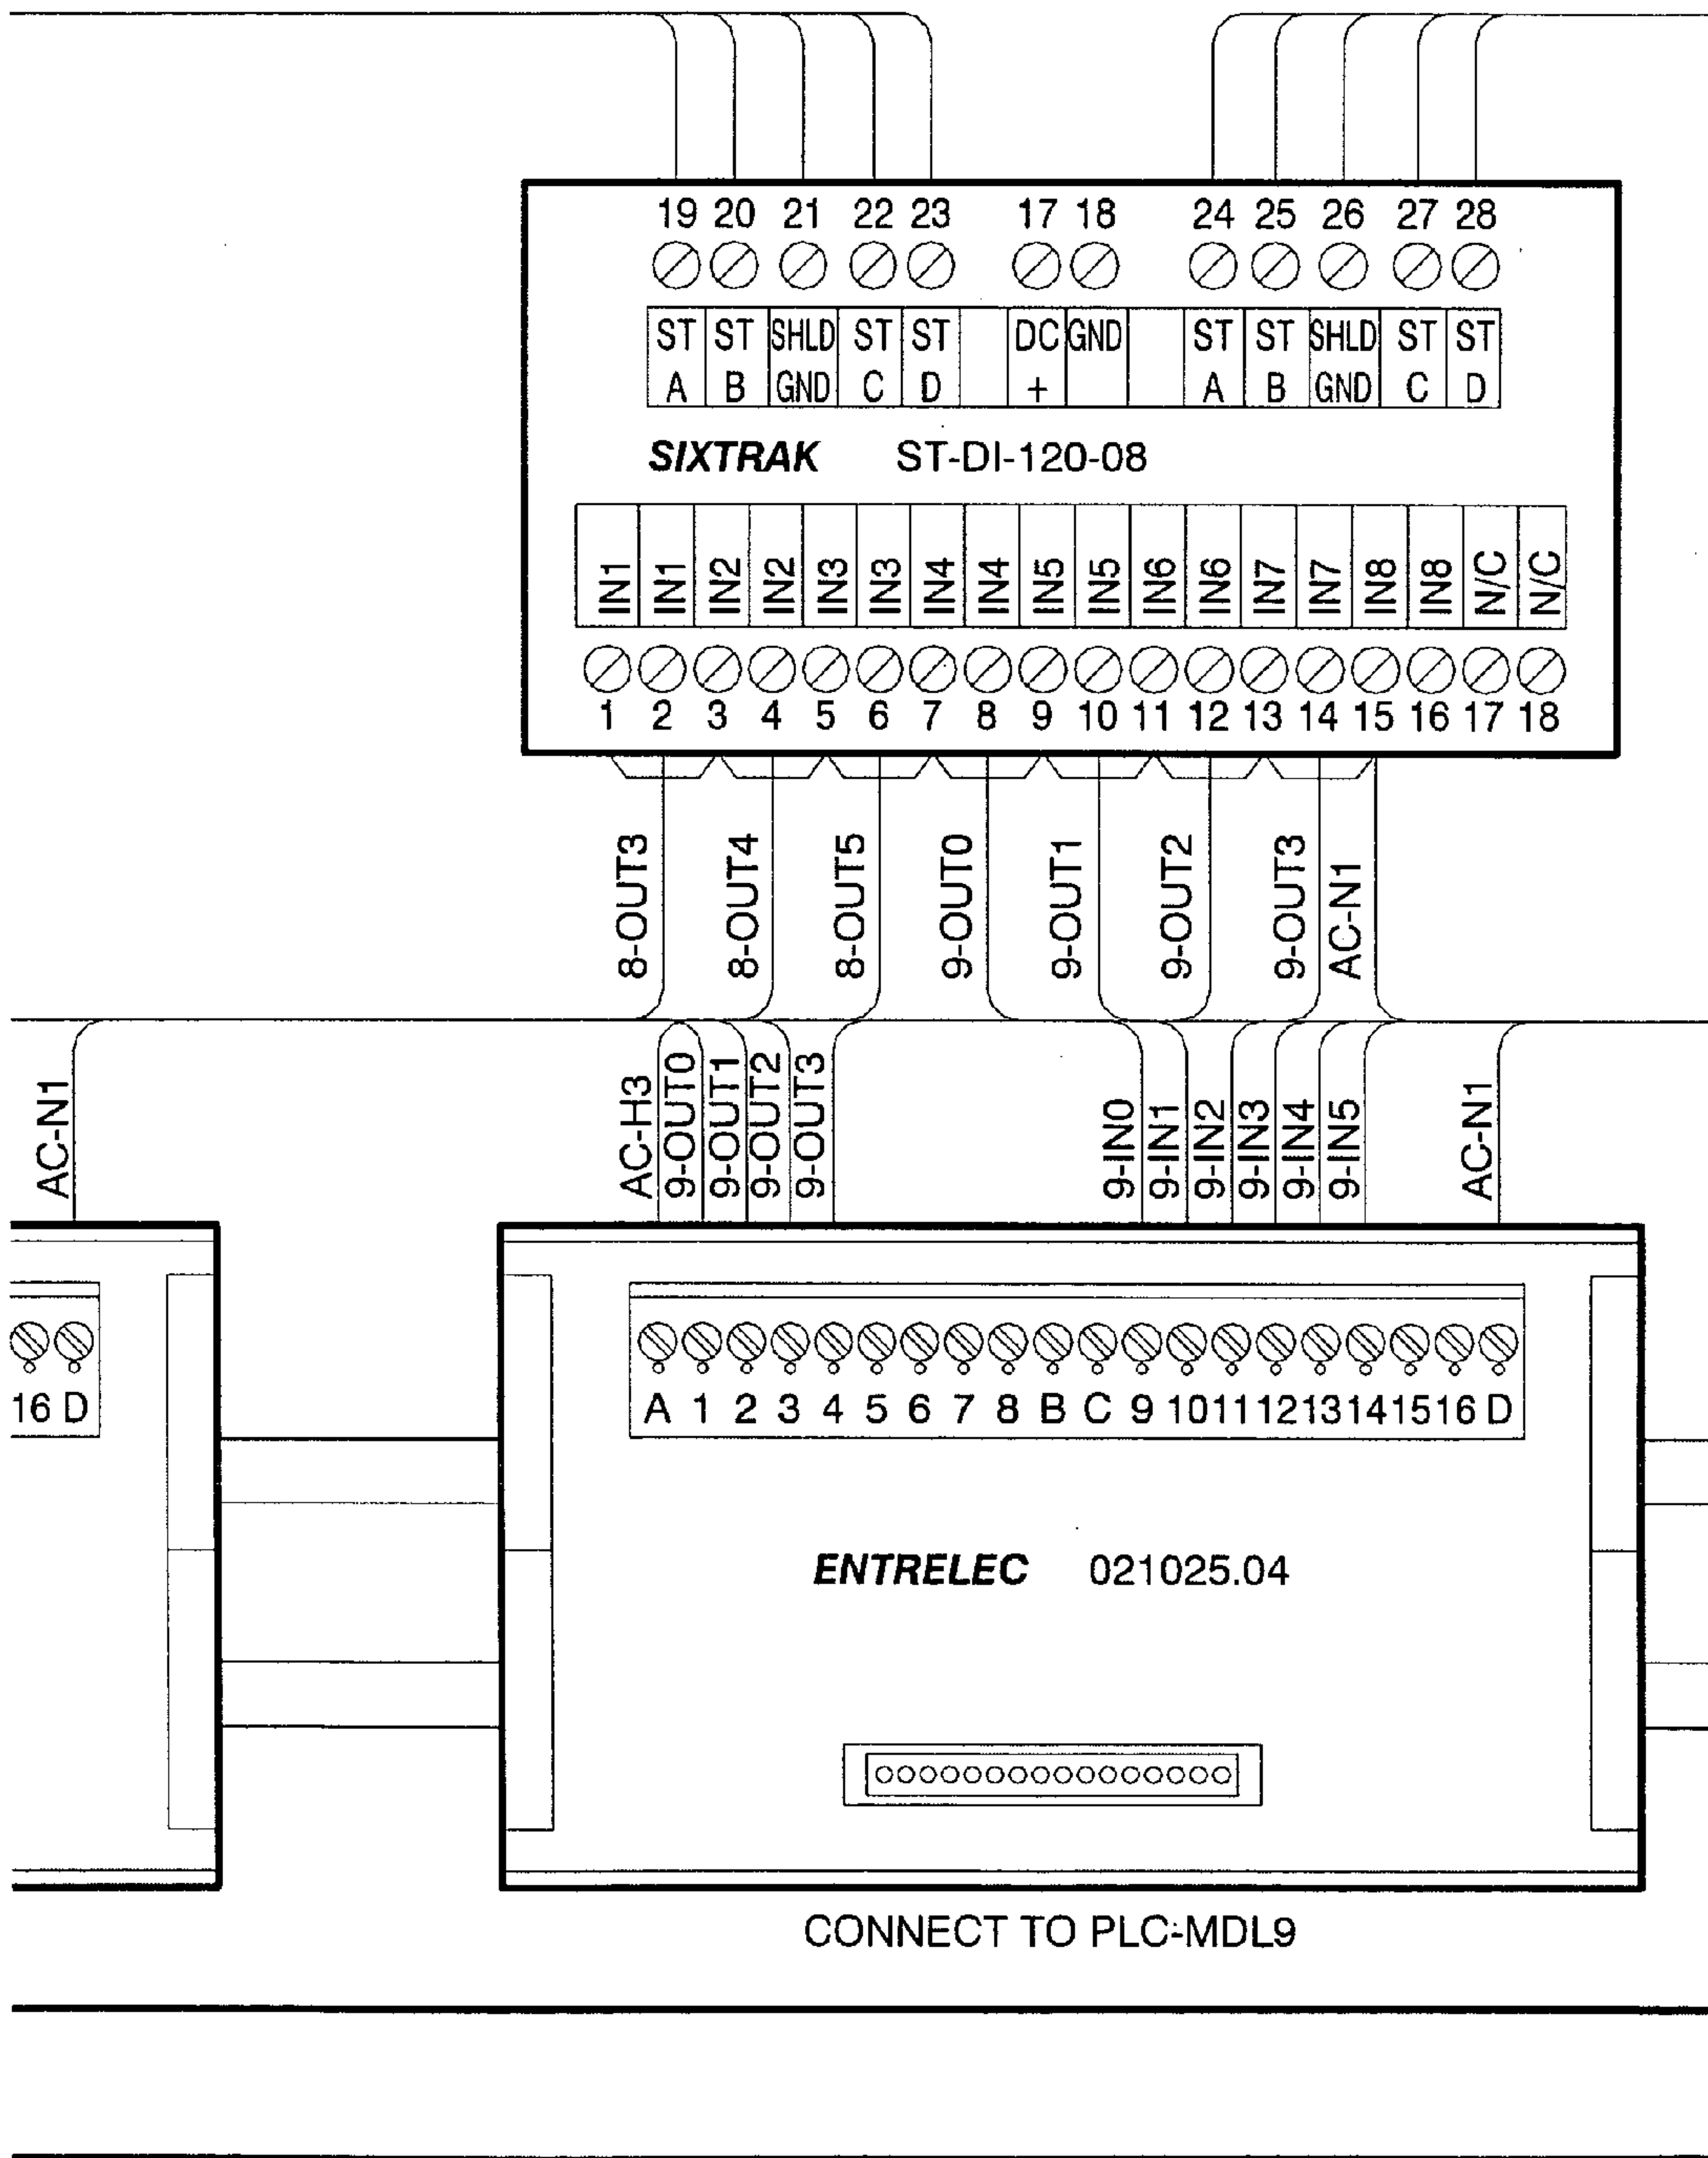 19 20 21 22 23 17 18 24 25 26 27 28
ST A
ST B
SHLD GND
ST C
ST D
DC +
GND
ST A
ST B
SHLD GND
ST C
ST D
SIXTRAK ST-DI-120-08
IN1 IN1 IN2 IN2 IN3 IN3 IN4 IN4 IN5 IN5 IN6 IN6 IN7 IN7 IN8 IN8 N/C N/C
1 2 3 4 5 6 7 8 9 10 11 12 13 14 15 16 17 18
8-OUT3
8-OUT4
8-OUT5
9-OUT0
9-OUT1
9-OUT2
9-OUT3
AC-N1
AC-N1
AC-H3
9-OUT0
9-OUT1
9-OUT2
9-OUT3
9-IN0
9-IN1
9-IN2
9-IN3
9-IN4
9-IN5
AC-N1
16 D
A 1 2 3 4 5 6 7 8 B C 9 10 11 12 13 14 15 16 D
ENTRELEC 021025.04
CONNECT TO PLC-MDL9